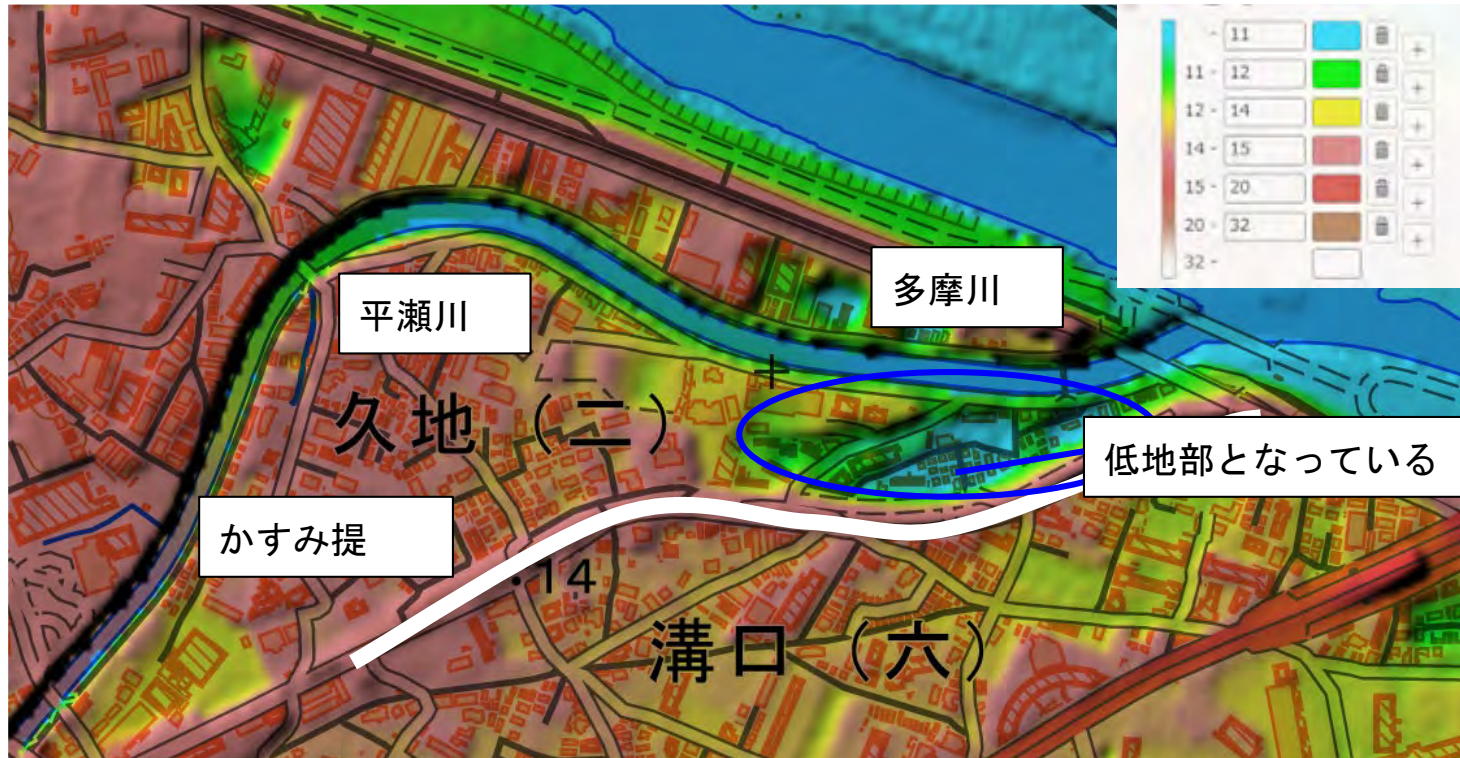 - 11
11 - 12
12 - 14
14 - 15
15 - 20
20 - 32
32 -
多摩川
平瀬川
久地（二）
低地部となっている
かすみ提
・14
溝口（六）